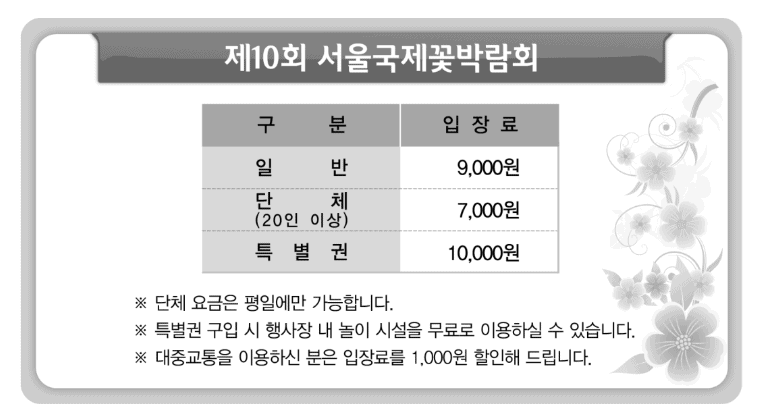 제10회 서울국제꽃박람회
구 분 입 장 료
일 반 9,000원
단 체
(20인 이상) 7,000원
특 별 권 10,000원
※ 단체 요금은 평일에만 가능합니다.
※ 특별권 구입 시 행사장 내 놀이 시설을 무료로 이용하실 수 있습니다.
※ 대중교통을 이용하신 분은 입장료를 1,000원 할인해 드립니다.